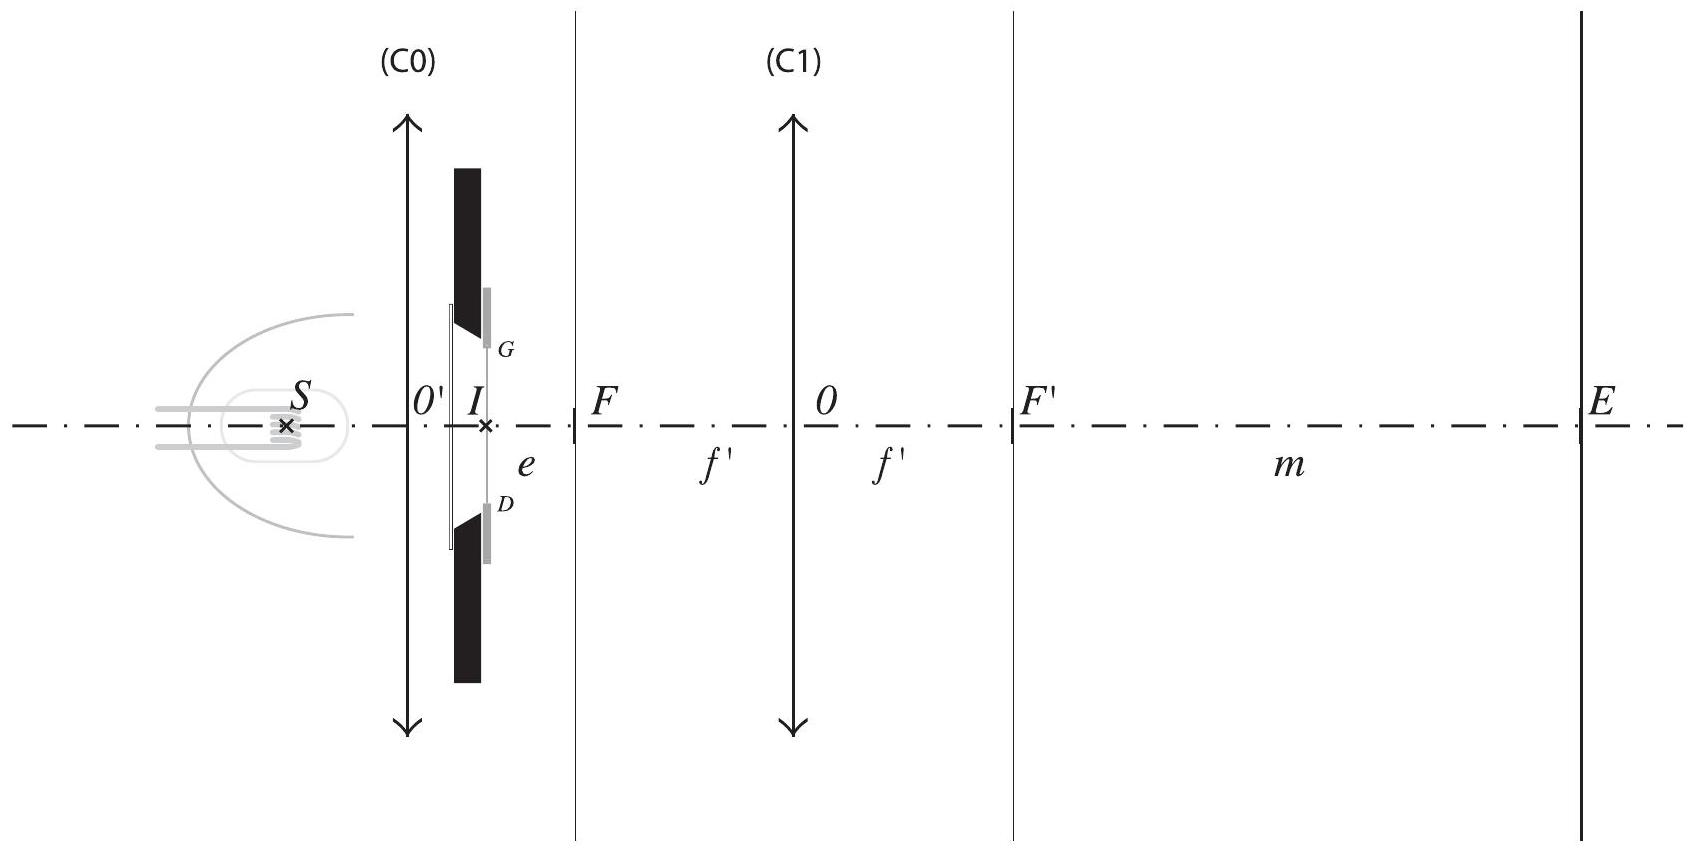 (C0) (C1)
G
S O' I F O F' E
e f' f' m
D